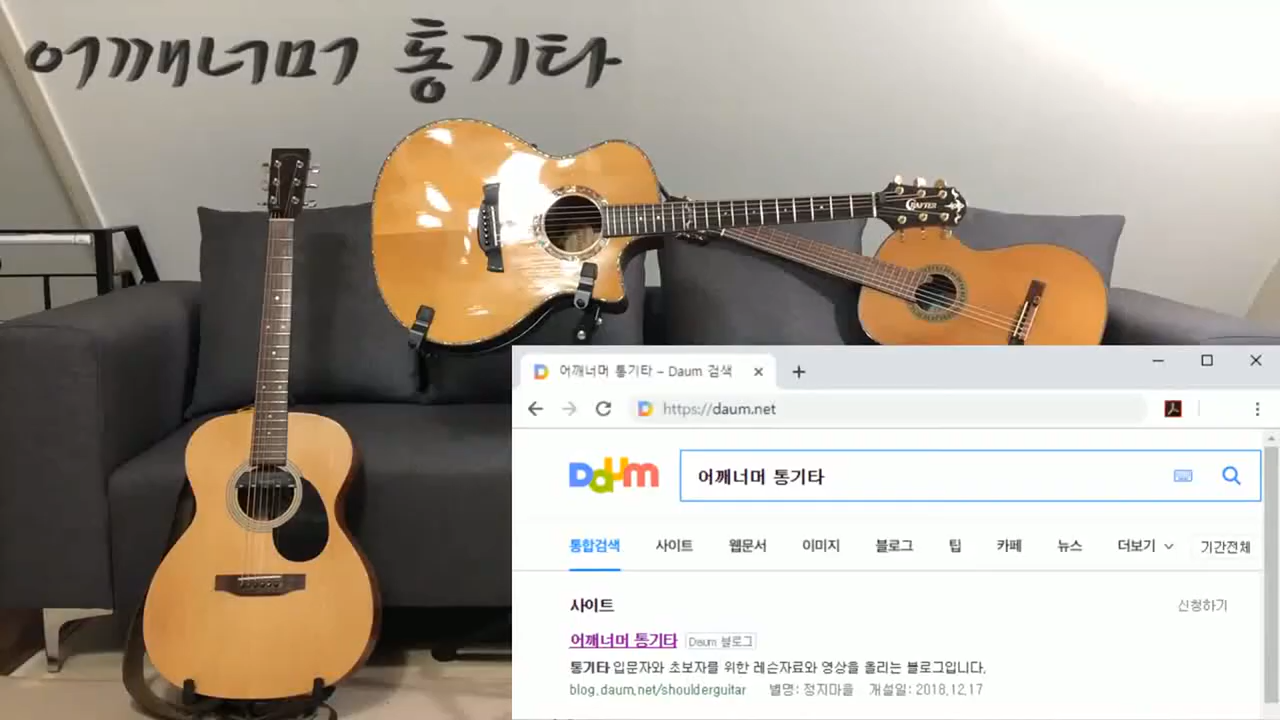 어깨너머 통기타
CRAFTER
어깨너머 통기타 – Daum 검색
https://daum.net
Daum
어깨너머 통기타
통합검색 사이트 웹문서 이미지 블로그 팁 카페 뉴스 더보기 기간전체
사이트 신청하기
어깨너머 통기타 Daum 블로그
통기타 입문자와 초보자를 위한 레슨자료와 영상을 올리는 블로그입니다.
blog.daum.net/shoulderguitar 별명: 정지마을 개설일: 2018.12.17